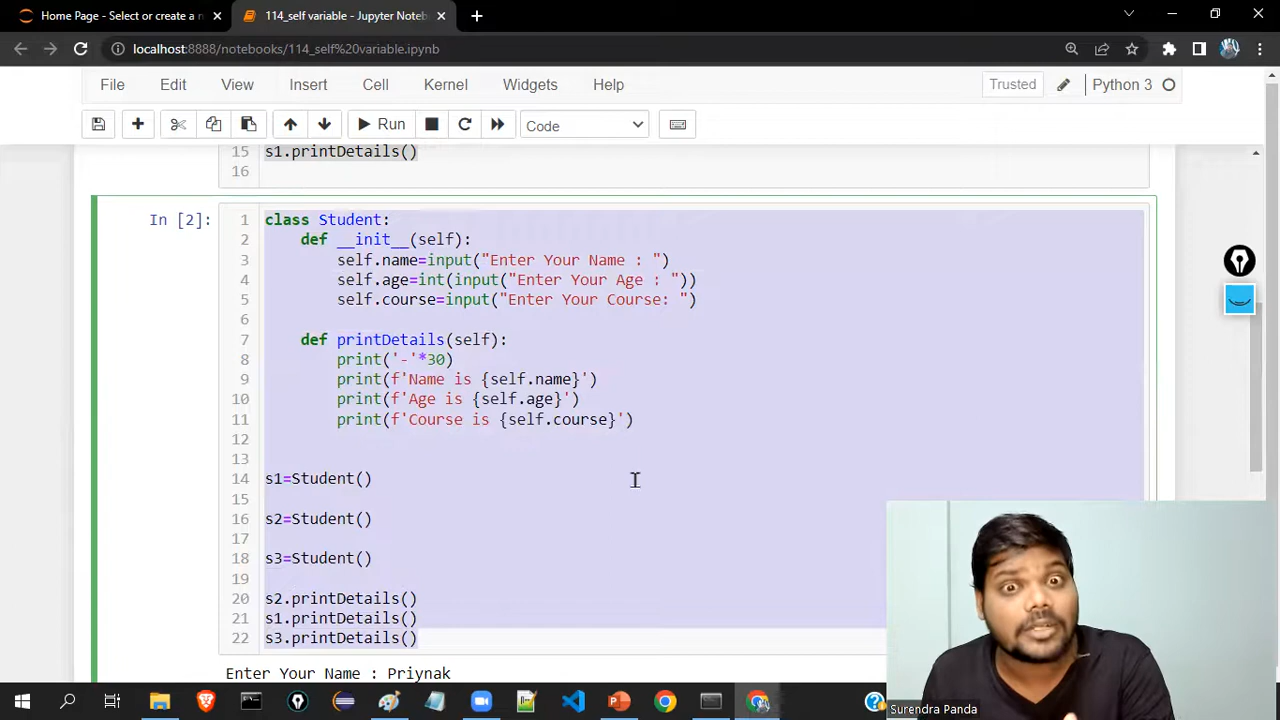 Home Page - Select or create a n
114_self variable - Jupyter Noteb
localhost:8888/notebooks/114_self%20variable.ipynb
File Edit View Insert Cell Kernel Widgets Help Trusted Python 3
Run Code
15 s1.printDetails()
16
In [2]:
1 class Student:
2 def __init__(self):
3 self.name=input("Enter Your Name : ")
4 self.age=int(input("Enter Your Age : "))
5 self.course=input("Enter Your Course: ")
6
7 def printDetails(self):
8 print('-'*30)
9 print(f'Name is {self.name}')
10 print(f'Age is {self.age}')
11 print(f'Course is {self.course}')
12
13
14 s1=Student()
15
16 s2=Student()
17
18 s3=Student()
19
20 s2.printDetails()
21 s1.printDetails()
22 s3.printDetails()
Enter Your Name : Priynak
Surendra Panda